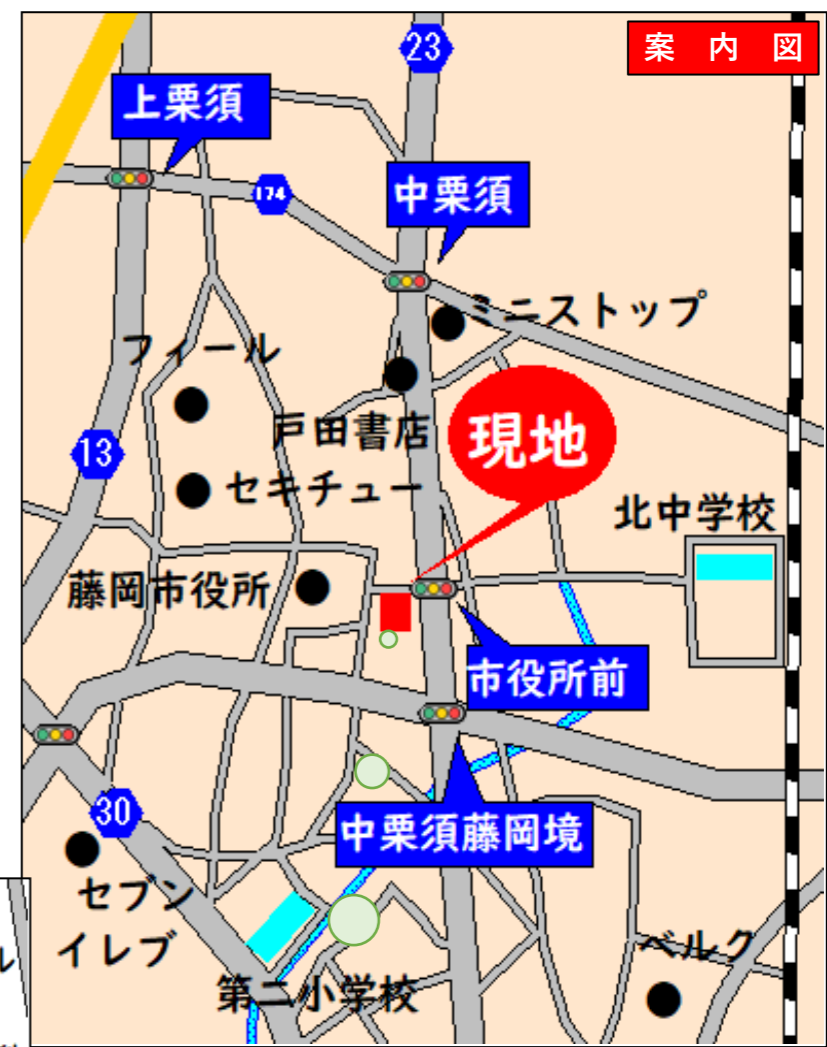 案内図
23
上栗須
174
中栗須
ミニストップ
フィール
戸田書店
現地
13
セキチュー
北中学校
藤岡市役所
市役所前
30
中栗須藤岡境
セブン
イレブ
ベルク
第二小学校
ル